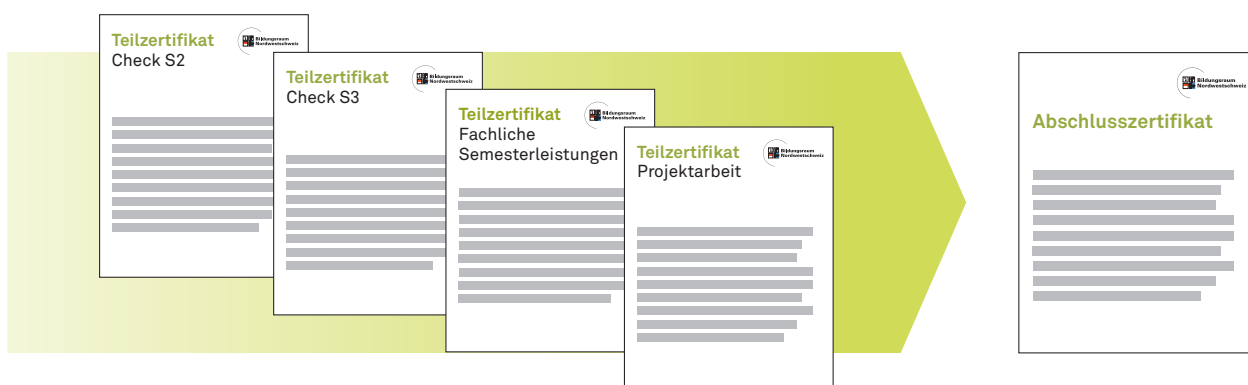 Teilzertifikat
Check S2
Bildungsraum
Nordwestschweiz
Teilzertifikat
Check S3
Bildungsraum
Nordwestschweiz
Teilzertifikat
Fachliche
Semesterleistungen
Bildungsraum
Nordwestschweiz
Teilzertifikat
Projektarbeit
Bildungsraum
Nordwestschweiz
Bildungsraum
Nordwestschweiz
Abschlusszertifikat